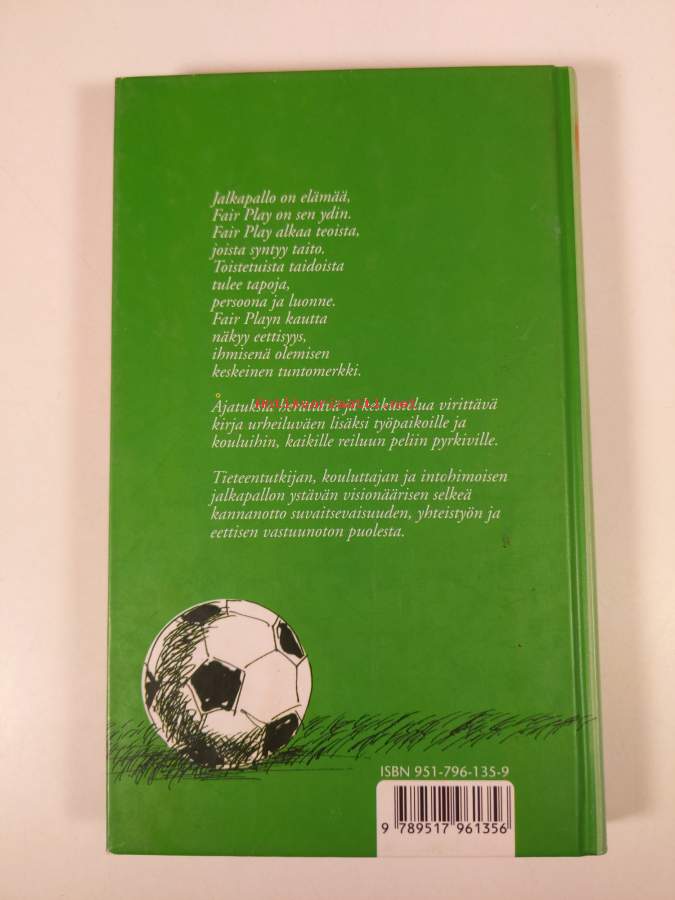 Jalkapallo on elämää,
Fair Play on sen ydin.
Fair Play alkaa teoista,
joista syntyy taito.
Toistetuista taidoista
tulee tapoja,
persoona ja luonne.
Fair Playn kautta
näkyy eettisyys,
ihmisenä olemisen
keskeinen tuntomerkki.
Ajatuksia herättävä ja keskustelua virittävä
kirja urheiluväen lisäksi työpaikoille ja
kouluihin, kaikille reiluun peliin pyrkiville.
Tieteentutkijan, kouluttajan ja intohimoisen
jalkapallon ystävän visionäärisen selkeä
kannanotto suvaitsevaisuuden, yhteistyön ja
eettisen vastuunoton puolesta.
ISBN 951-796-135-9
9 789517 961356